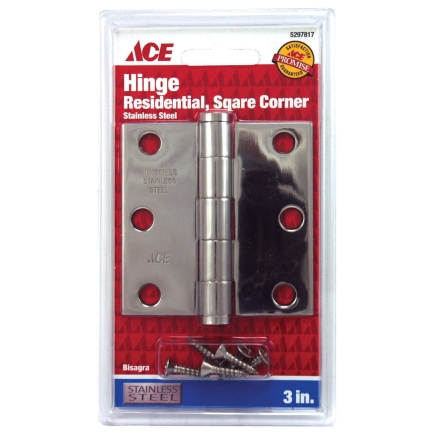 5297817
ACE
SATISFACTION
ACE
PROMISE
GUARANTEED
Hinge
Residential, Sqare Corner
Stainless Steel
STAINLESS
STEEL
ACE
Bisagra
STAINLESS
STEEL
3 in.